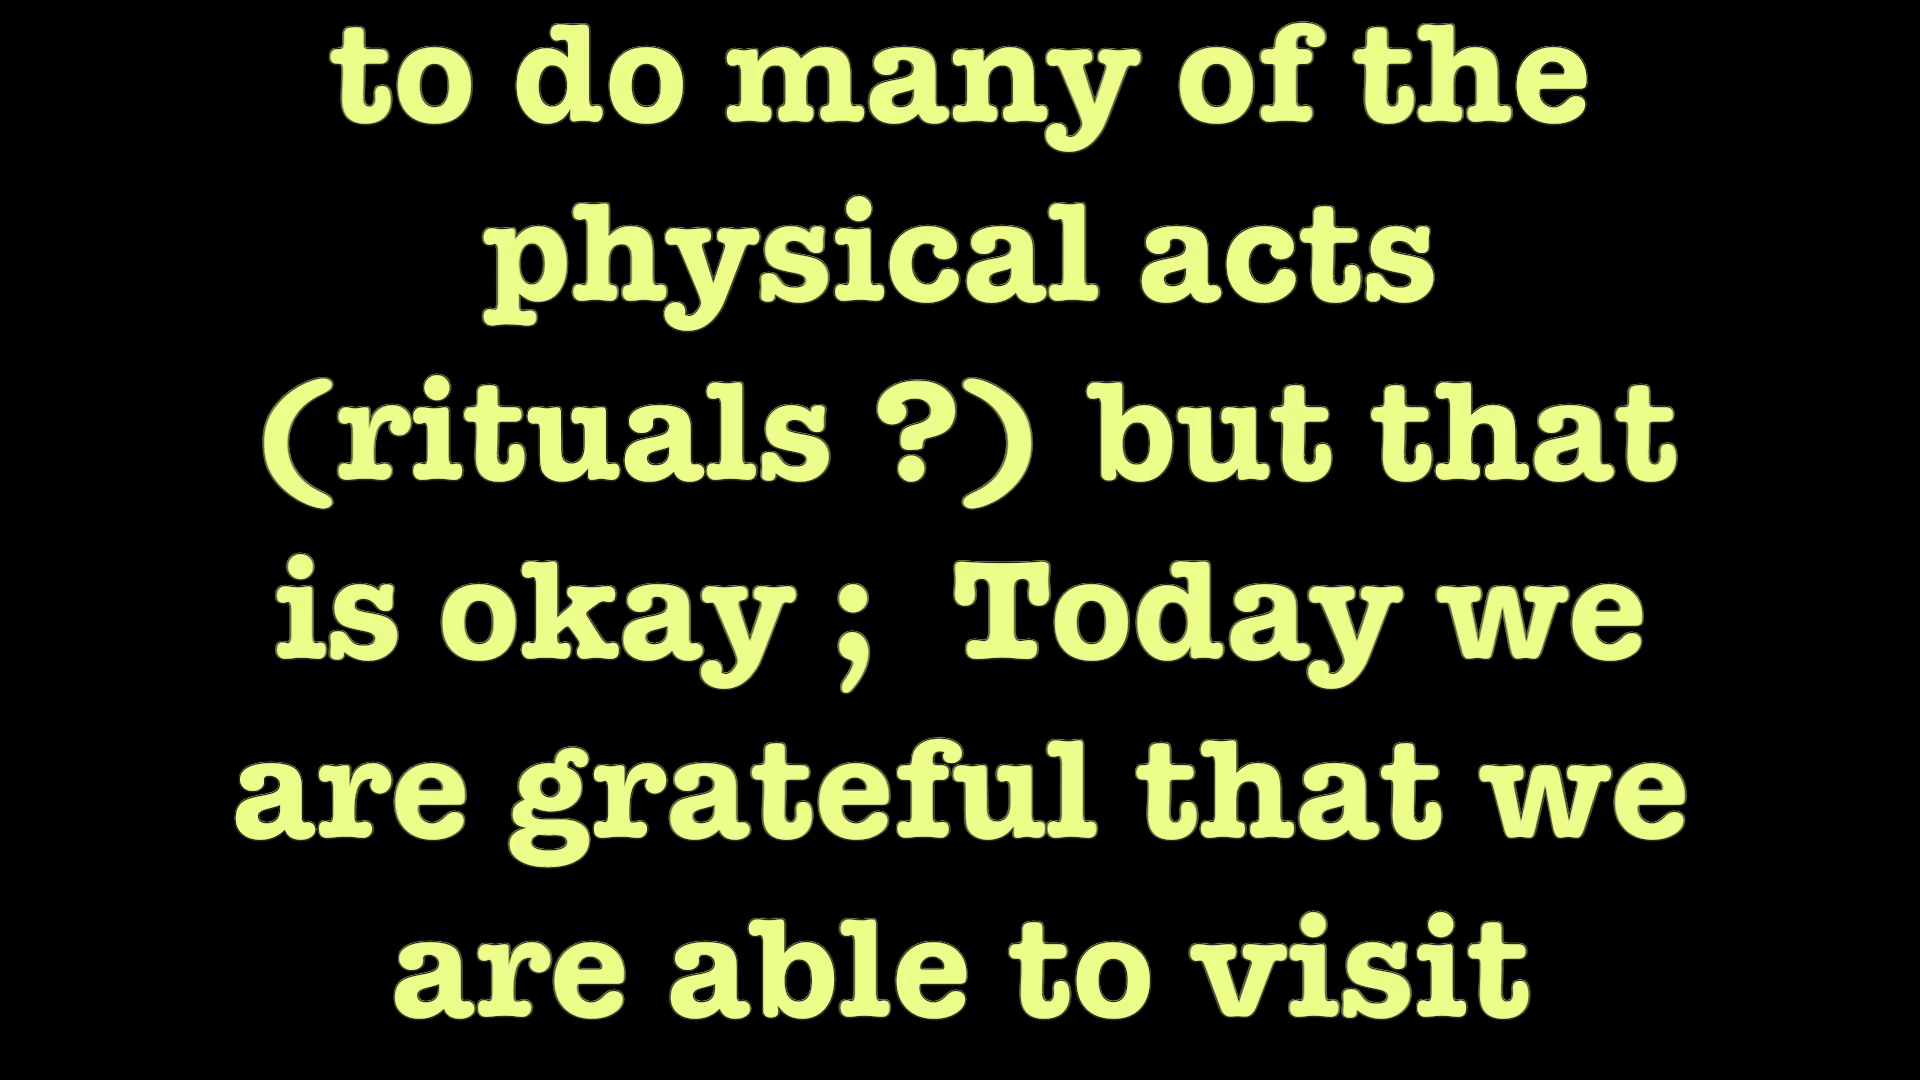 to do many of the
physical acts
(rituals ?) but that
is okay ;  Today we
are grateful that we
are able to visit